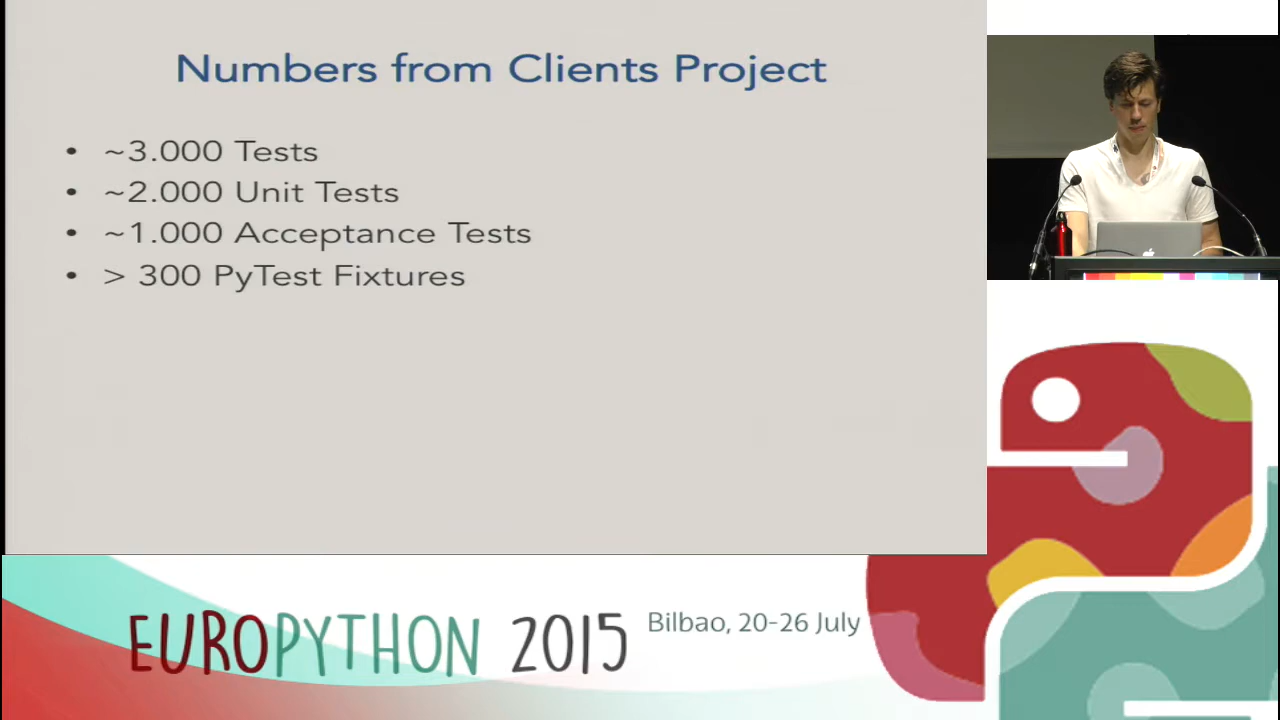 Numbers from Clients Project
• ~3.000 Tests
• ~2.000 Unit Tests
• ~1.000 Acceptance Tests
• > 300 PyTest Fixtures
EUROPYTHON 2015
Bilbao, 20-26 July